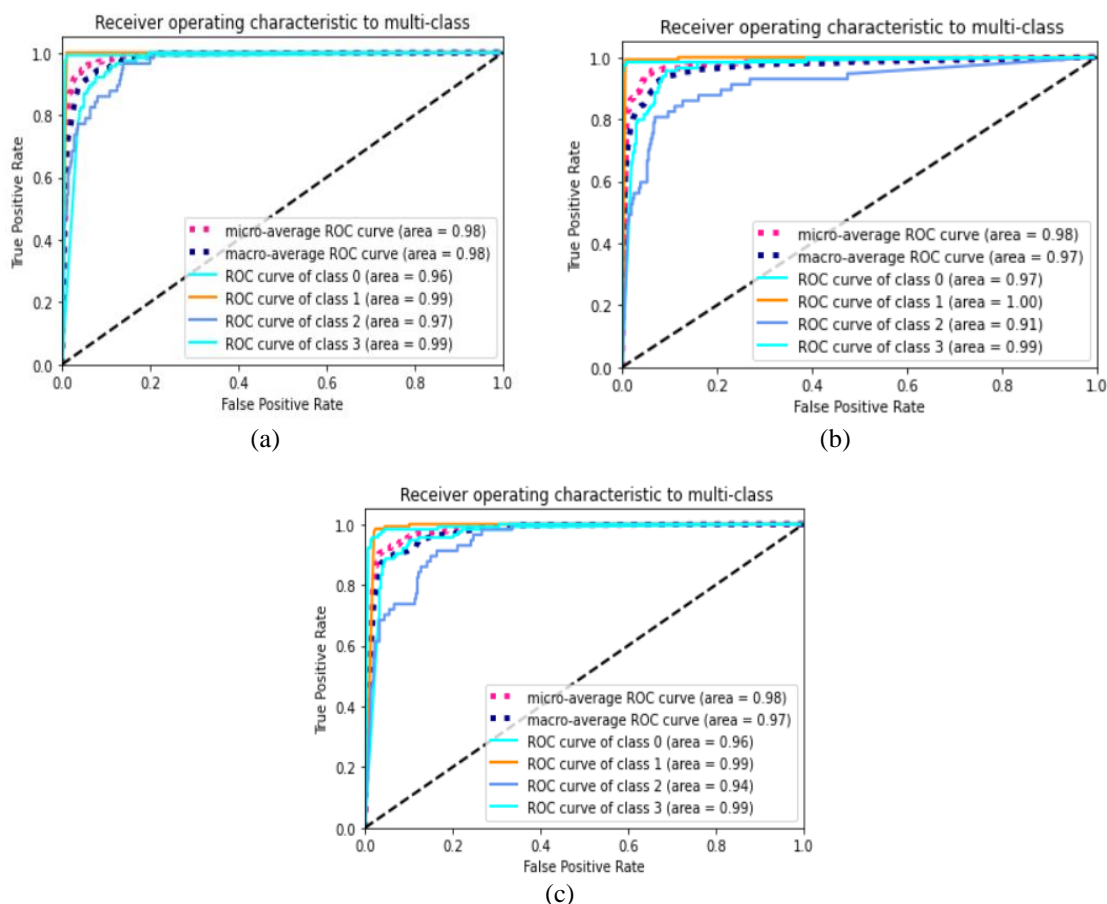 Receiver operating characteristic to multi-class
True Positive Rate
1.0
0.8
0.6
0.4
0.2
0.0
micro-average ROC curve (area = 0.98)
macro-average ROC curve (area = 0.98)
ROC curve of class 0 (area = 0.96)
ROC curve of class 1 (area = 0.99)
ROC curve of class 2 (area = 0.97)
ROC curve of class 3 (area = 0.99)
0.0 0.2 0.4 0.6 0.8 1.0
False Positive Rate
(a)
Receiver operating characteristic to multi-class
True Positive Rate
1.0
0.8
0.6
0.4
0.2
0.0
micro-average ROC curve (area = 0.98)
macro-average ROC curve (area = 0.97)
ROC curve of class 0 (area = 0.97)
ROC curve of class 1 (area = 1.00)
ROC curve of class 2 (area = 0.91)
ROC curve of class 3 (area = 0.99)
0.0 0.2 0.4 0.6 0.8 1.0
False Positive Rate
(b)
Receiver operating characteristic to multi-class
True Positive Rate
1.0
0.8
0.6
0.4
0.2
0.0
micro-average ROC curve (area = 0.98)
macro-average ROC curve (area = 0.97)
ROC curve of class 0 (area = 0.96)
ROC curve of class 1 (area = 0.99)
ROC curve of class 2 (area = 0.94)
ROC curve of class 3 (area = 0.99)
0.0 0.2 0.4 0.6 0.8 1.0
False Positive Rate
(c)